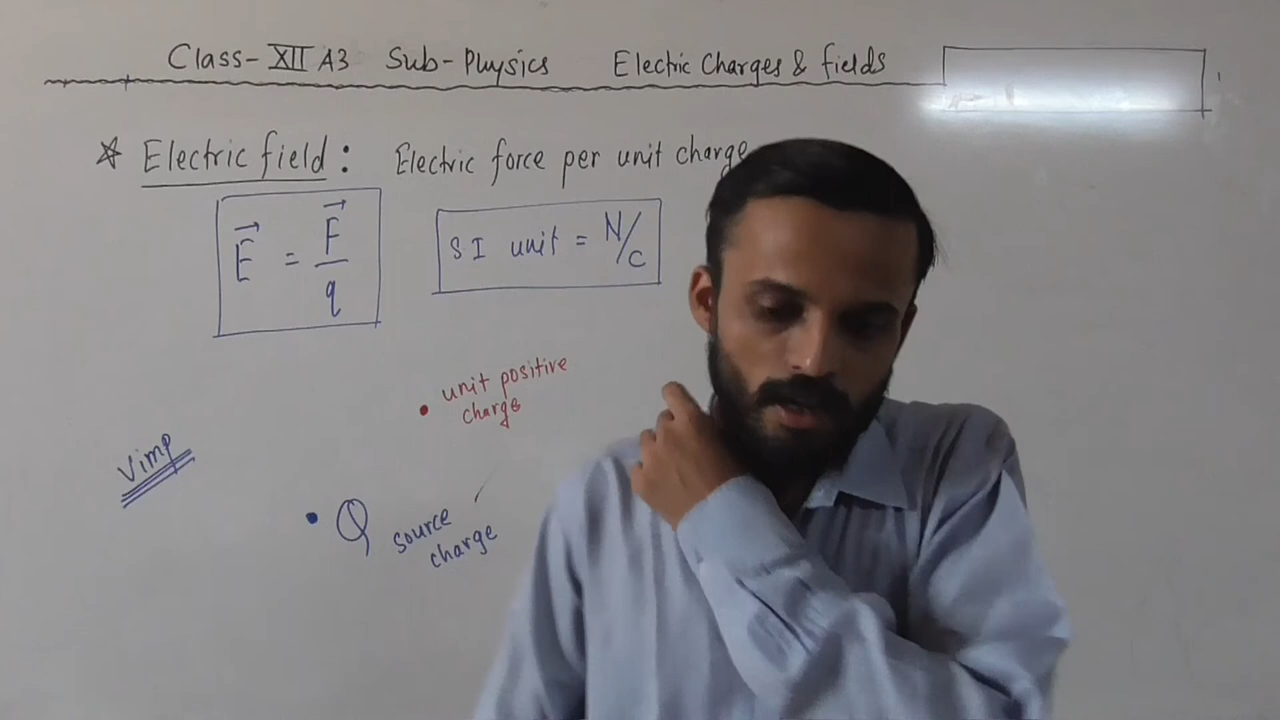 Class-XII A3 Sub-Physics Electric Charges & fields
☆ Electric field : Electric force per unit charge
E⃗ = F⃗/q
SI unit = N/C
• unit positive
charge
Vimp
• Q source
charge